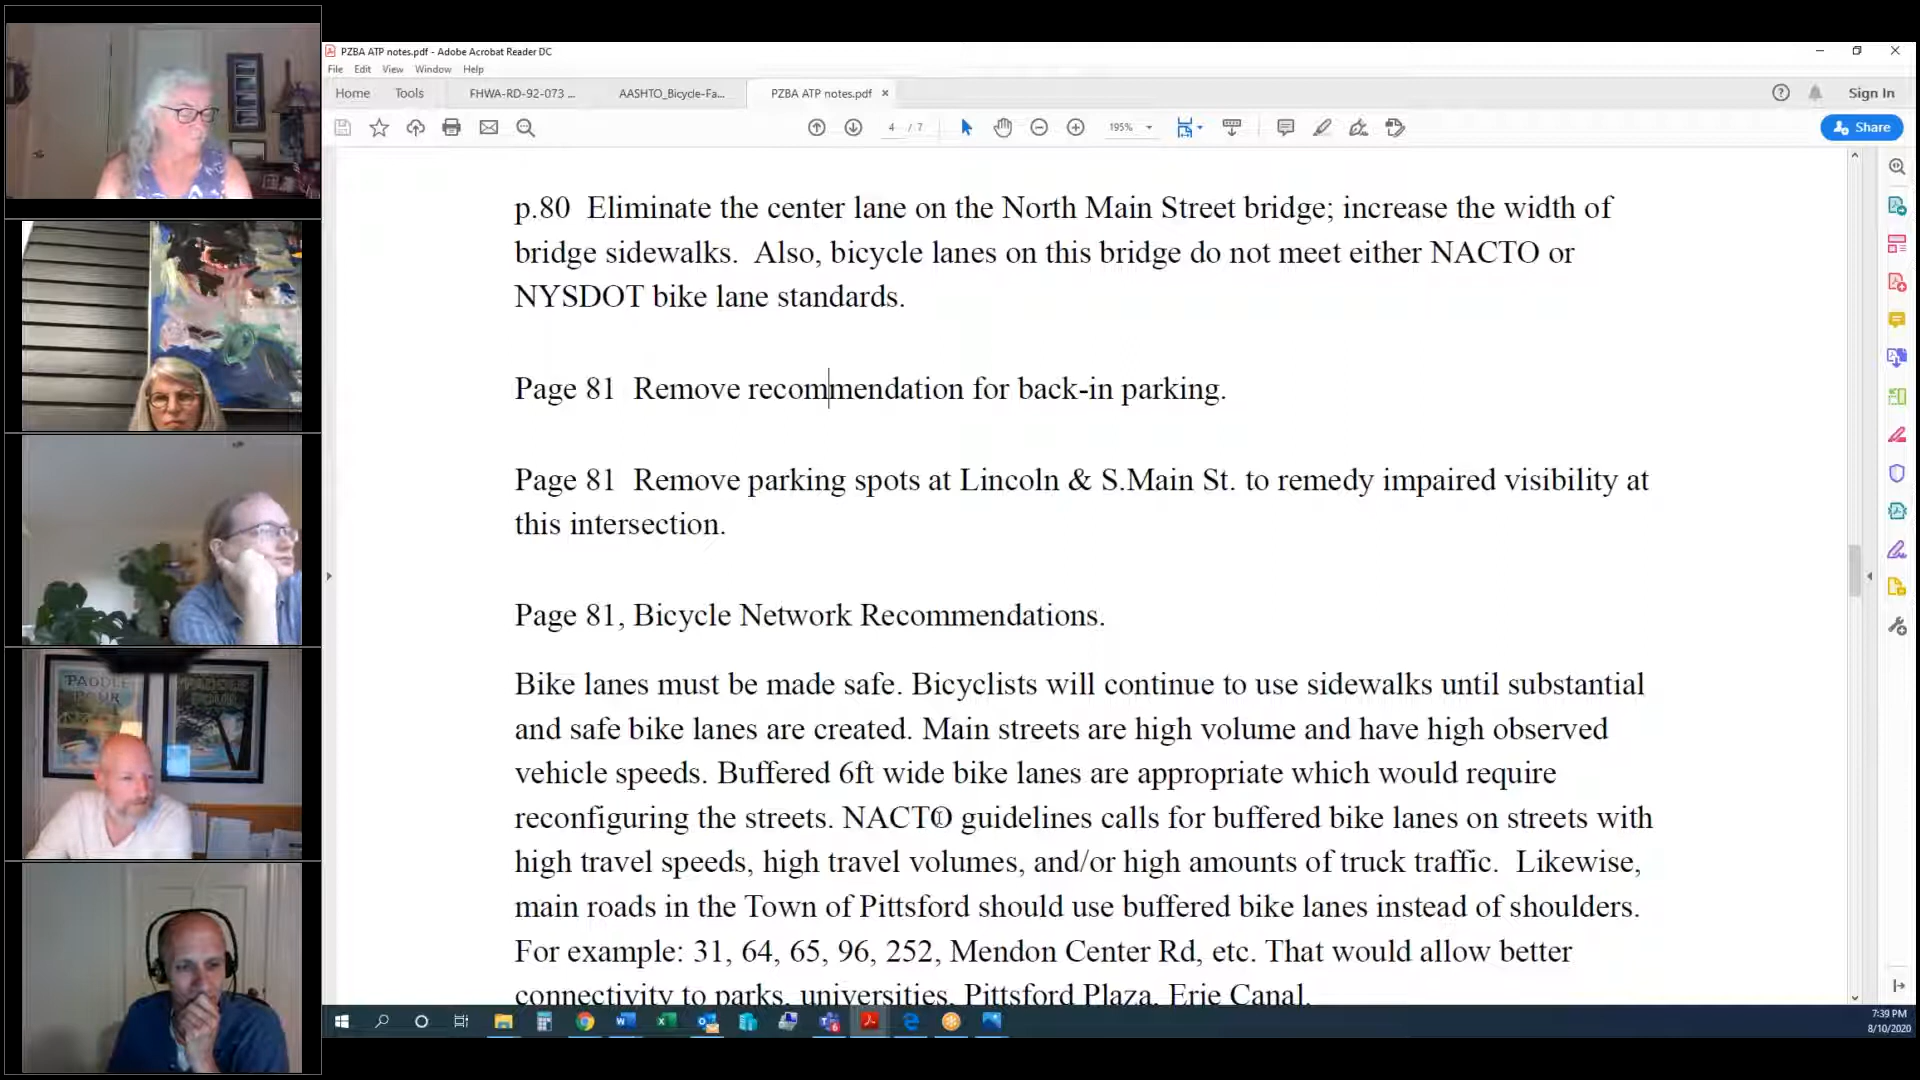 PZBA ATP notes.pdf - Adobe Acrobat Reader DC
File Edit View Window Help
Home Tools FHWA-RD-92-073 ... AASHTO_Bicycle-Fa... PZBA ATP notes.pdf × Sign In
4 / 7 195% Share
p.80 Eliminate the center lane on the North Main Street bridge; increase the width of
bridge sidewalks. Also, bicycle lanes on this bridge do not meet either NACTO or
NYSDOT bike lane standards.
Page 81 Remove recommendation for back-in parking.
Page 81 Remove parking spots at Lincoln & S.Main St. to remedy impaired visibility at
this intersection.
Page 81, Bicycle Network Recommendations.
Bike lanes must be made safe. Bicyclists will continue to use sidewalks until substantial
and safe bike lanes are created. Main streets are high volume and have high observed
vehicle speeds. Buffered 6ft wide bike lanes are appropriate which would require
reconfiguring the streets. NACTO guidelines calls for buffered bike lanes on streets with
high travel speeds, high travel volumes, and/or high amounts of truck traffic. Likewise,
main roads in the Town of Pittsford should use buffered bike lanes instead of shoulders.
For example: 31, 64, 65, 96, 252, Mendon Center Rd, etc. That would allow better
connectivity to parks, universities, Pittsford Plaza, Erie Canal.
PADDLE
POUR
7:39 PM
8/10/2020